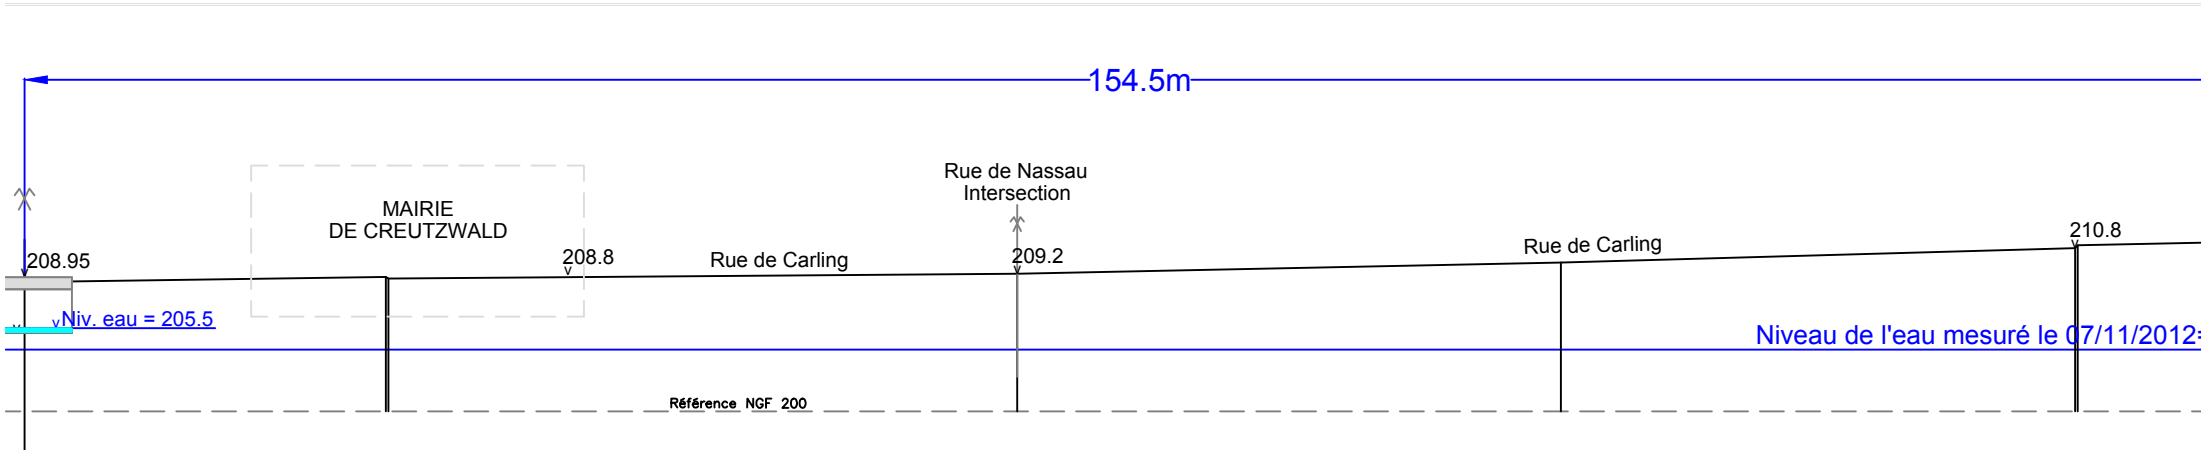 154.5m
Rue de Nassau
Intersection
MAIRIE
DE CREUTZWALD
208.95
208.8
Rue de Carling
209.2
Rue de Carling
210.8
Niv. eau = 205.5
Niveau de l'eau mesuré le 07/11/2012=
Référence NGF 200